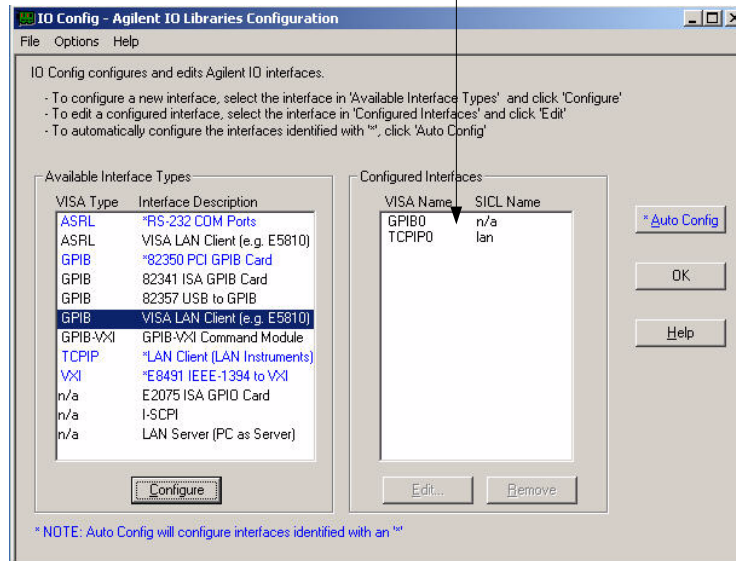 IO Config - Agilent IO Libraries Configuration
File Options Help
IO Config configures and edits Agilent IO interfaces.
- To configure a new interface, select the interface in 'Available Interface Types' and click 'Configure'
- To edit a configured interface, select the interface in 'Configured Interfaces' and click 'Edit'
- To automatically configure the interfaces identified with '*', click 'Auto Config'
Available Interface Types
VISA Type Interface Description
ASRL *RS-232 COM Ports
ASRL VISA LAN Client (e.g. E5810)
GPIB *82350 PCI GPIB Card
GPIB 82341 ISA GPIB Card
GPIB 82357 USB to GPIB
GPIB VISA LAN Client (e.g. E5810)
GPIB-VXI GPIB-VXI Command Module
TCPIP *LAN Client (LAN Instruments)
VXI *E8491 IEEE-1394 to VXI
n/a E2075 ISA GPIO Card
n/a I-SCPI
n/a LAN Server (PC as Server)
Configure
Configured Interfaces
VISA Name SICL Name
GPIB0 n/a
TCPIP0 lan
Edit... Remove
* Auto Config
OK
Help
* NOTE: Auto Config will configure interfaces identified with an '*'